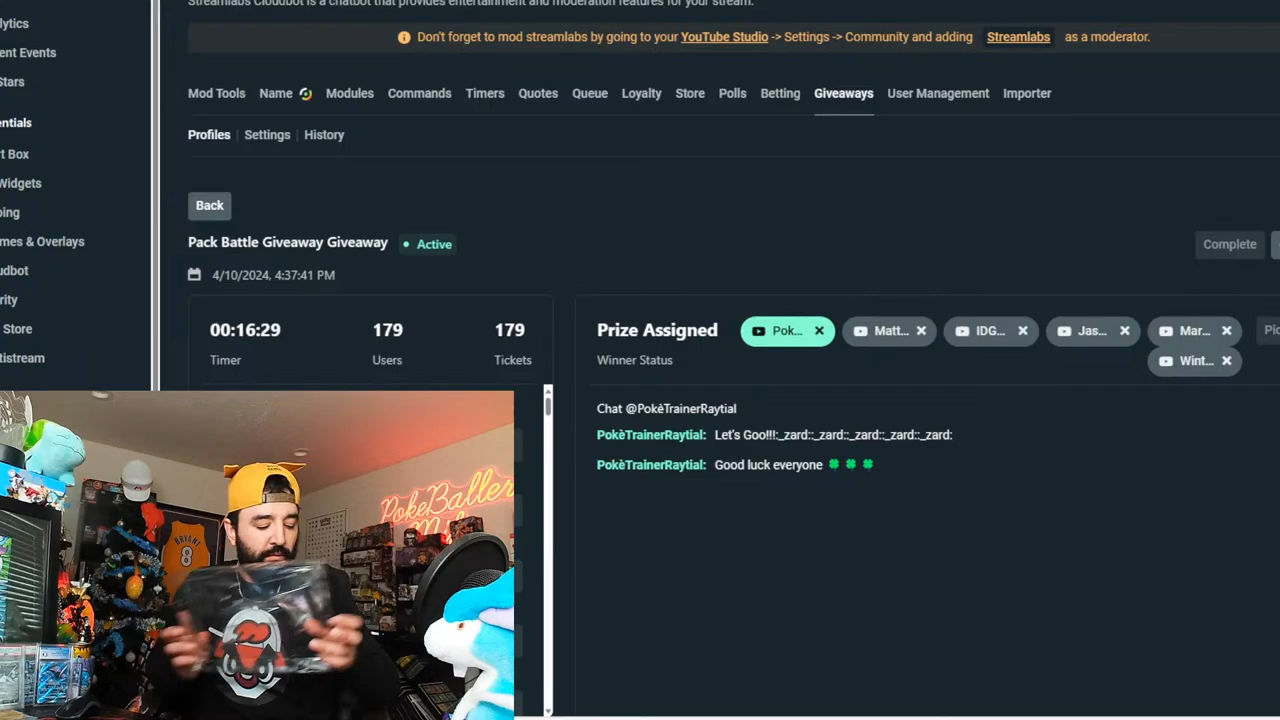 Streamlabs Cloudbot is a chatbot that provides entertainment and moderation features for your stream.
Don't forget to mod streamlabs by going to your YouTube Studio -> Settings -> Community and adding Streamlabs as a moderator.
Mod Tools Name Modules Commands Timers Quotes Queue Loyalty Store Polls Betting Giveaways User Management Importer
Profiles | Settings | History
lytics
ent Events
Stars
entials
rt Box
Widgets
ping
mes & Overlays
udbot
rity
Store
ltistream
Back
Pack Battle Giveaway Giveaway • Active
Complete
4/10/2024, 4:37:41 PM
00:16:29 179 179
Timer Users Tickets
Prize Assigned Pok... × Matt... × IDG... × Jas... × Mar... × Pic
Winner Status Wint... ×
Chat @PokèTrainerRaytial
PokèTrainerRaytial: Let's Goo!!!:_zard::_zard::_zard::_zard::_zard:
PokèTrainerRaytial: Good luck everyone 🍀 🍀 🍀
PokeBaller
BRYANT
8